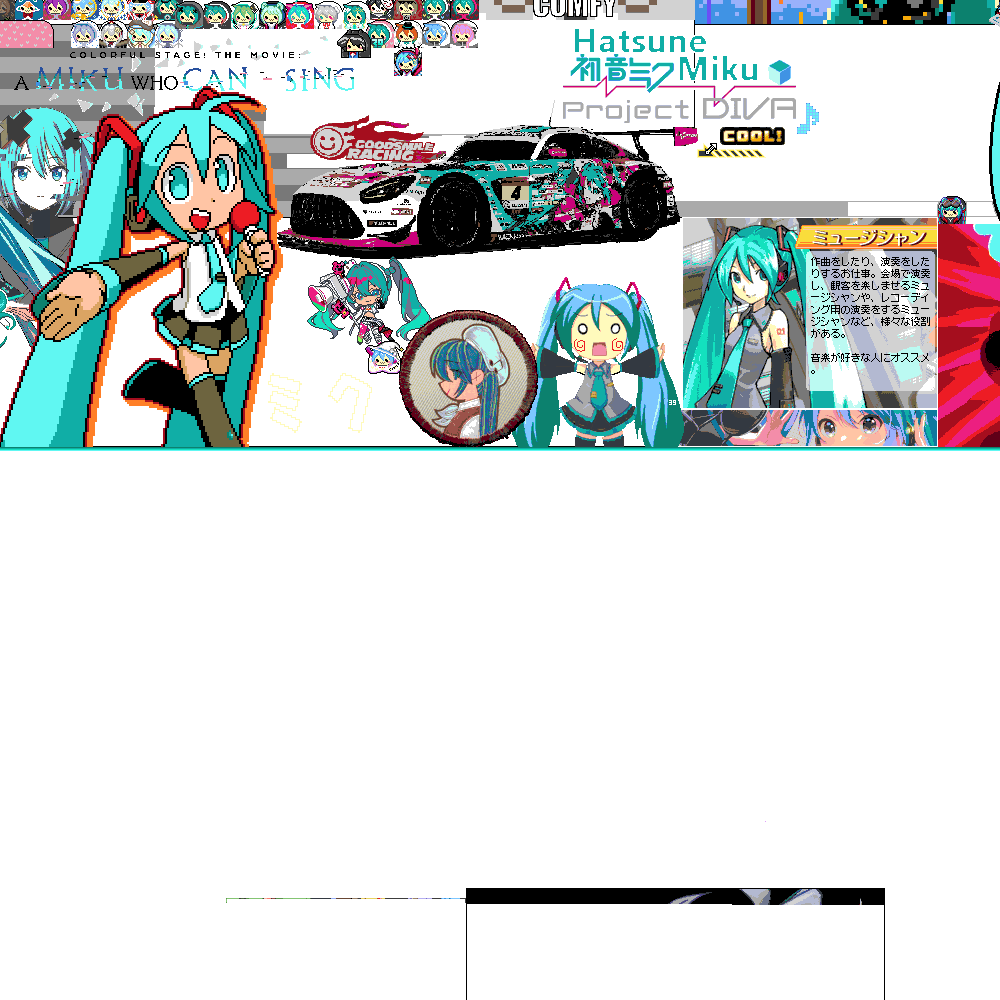 COMFY
COLORFUL STAGE! THE MOVIE:
A MIKU WHO CAN - SING
Hatsune
初音ミク Miku
Project DIVA
COOL!
GOODSMILE
RACING
4
ミュージシャン
作曲をしたり、演奏をした
りするお仕事。会場で演奏
し、観客を楽しませるミュ
ージシャンや、レコーディ
ング用の演奏をするミュー
ジシャンなど、様々な役割
がある。
音楽が好きな人にオススメ
。
ミク
39